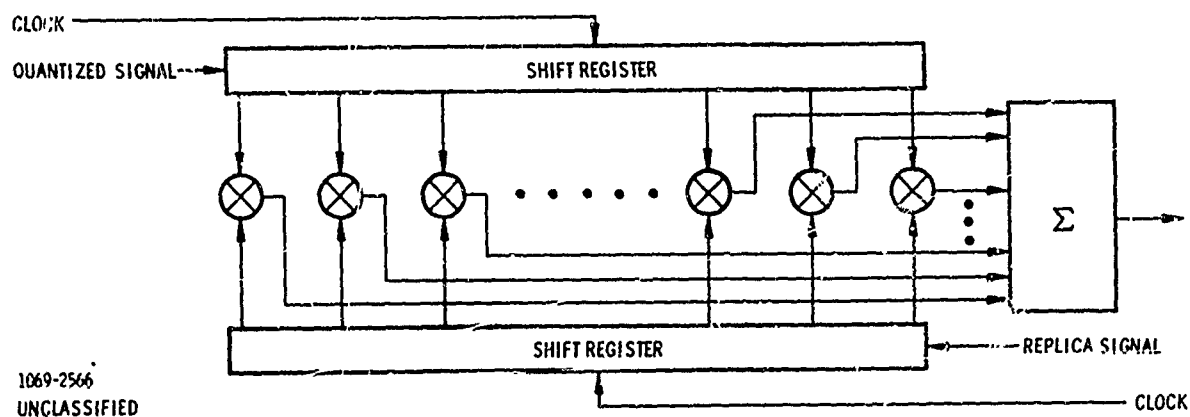 CLOCK
QUANTIZED SIGNAL
SHIFT REGISTER
Σ
SHIFT REGISTER
REPLICA SIGNAL
1069-2566
UNCLASSIFIED
CLOCK